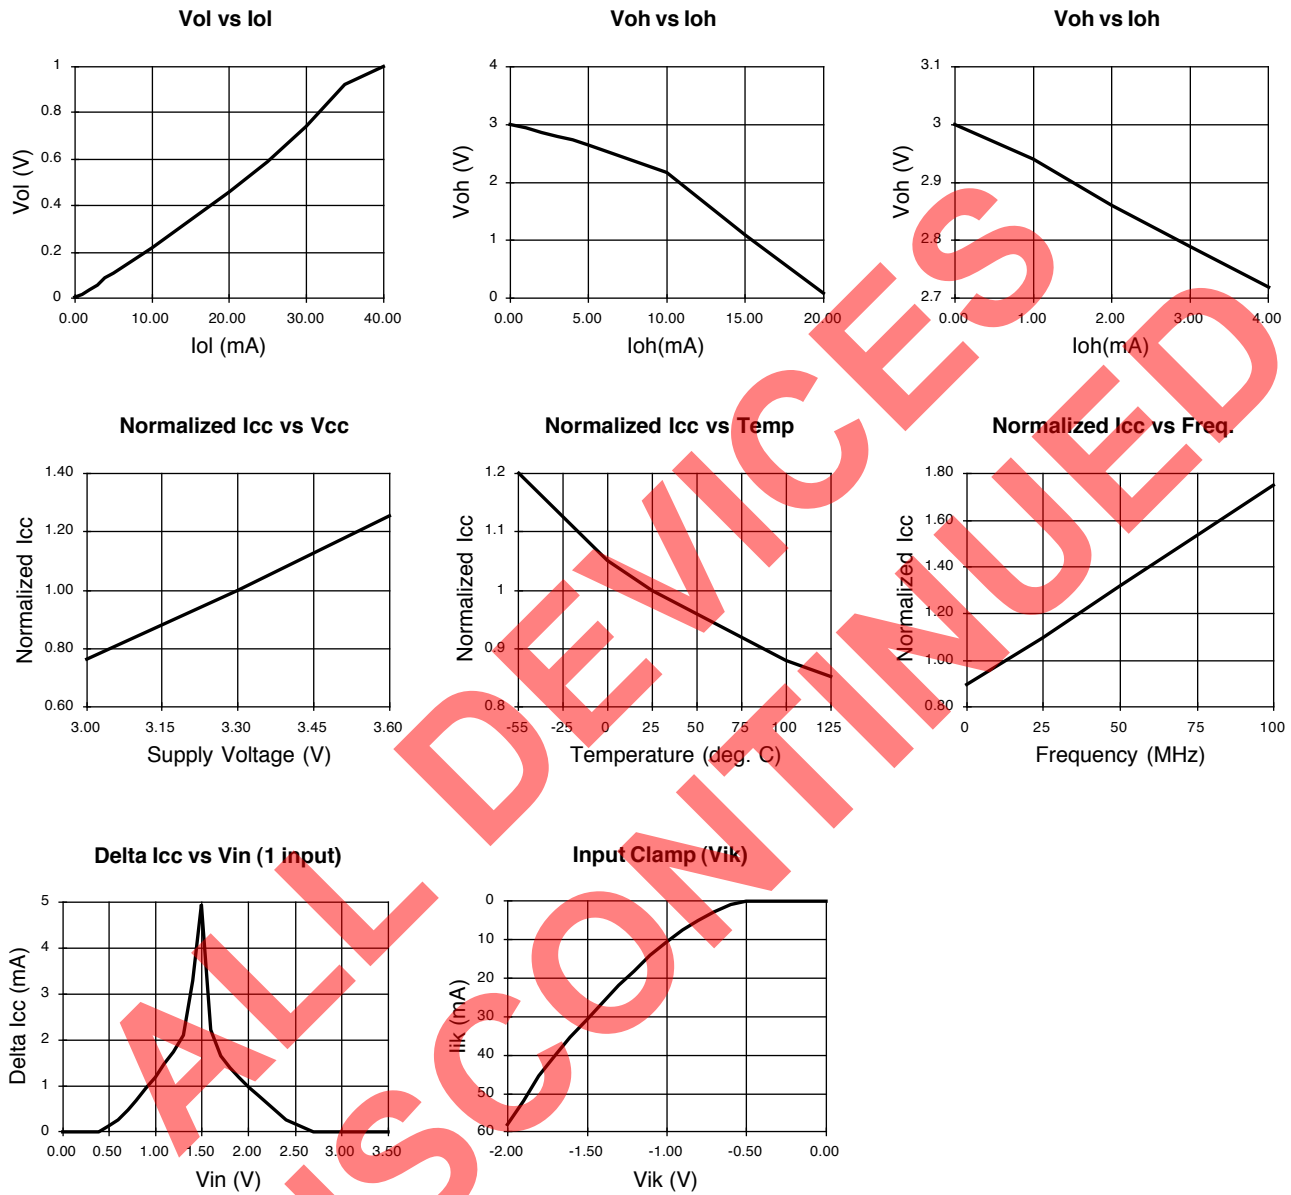 Vol vs Iol
Vol (V)
1
0.8
0.6
0.4
0.2
0
0.00 10.00 20.00 30.00 40.00
Iol (mA)
Voh vs Ioh
Voh (V)
4
3
2
1
0
0.00 5.00 10.00 15.00 20.00
Ioh(mA)
Voh vs Ioh
Voh (V)
3.1
3
2.9
2.8
2.7
0.00 1.00 2.00 3.00 4.00
Ioh(mA)
Normalized Icc vs Vcc
Normalized Icc
1.40
1.20
1.00
0.80
0.60
3.00 3.15 3.30 3.45 3.60
Supply Voltage (V)
Normalized Icc vs Temp
Normalized Icc
1.2
1.1
1
0.9
0.8
-55 -25 0 25 50 75 100 125
Temperature (deg. C)
Normalized Icc vs Freq.
Normalized Icc
1.80
1.60
1.40
1.20
1.00
0.80
0 25 50 75 100
Frequency (MHz)
Delta Icc vs Vin (1 input)
Delta Icc (mA)
5
4
3
2
1
0
0.00 0.50 1.00 1.50 2.00 2.50 3.00 3.50
Vin (V)
Input Clamp (Vik)
Iik (mA)
0
10
20
30
40
50
60
-2.00 -1.50 -1.00 -0.50 0.00
Vik (V)
ALL DEVICES
SCONTINUED